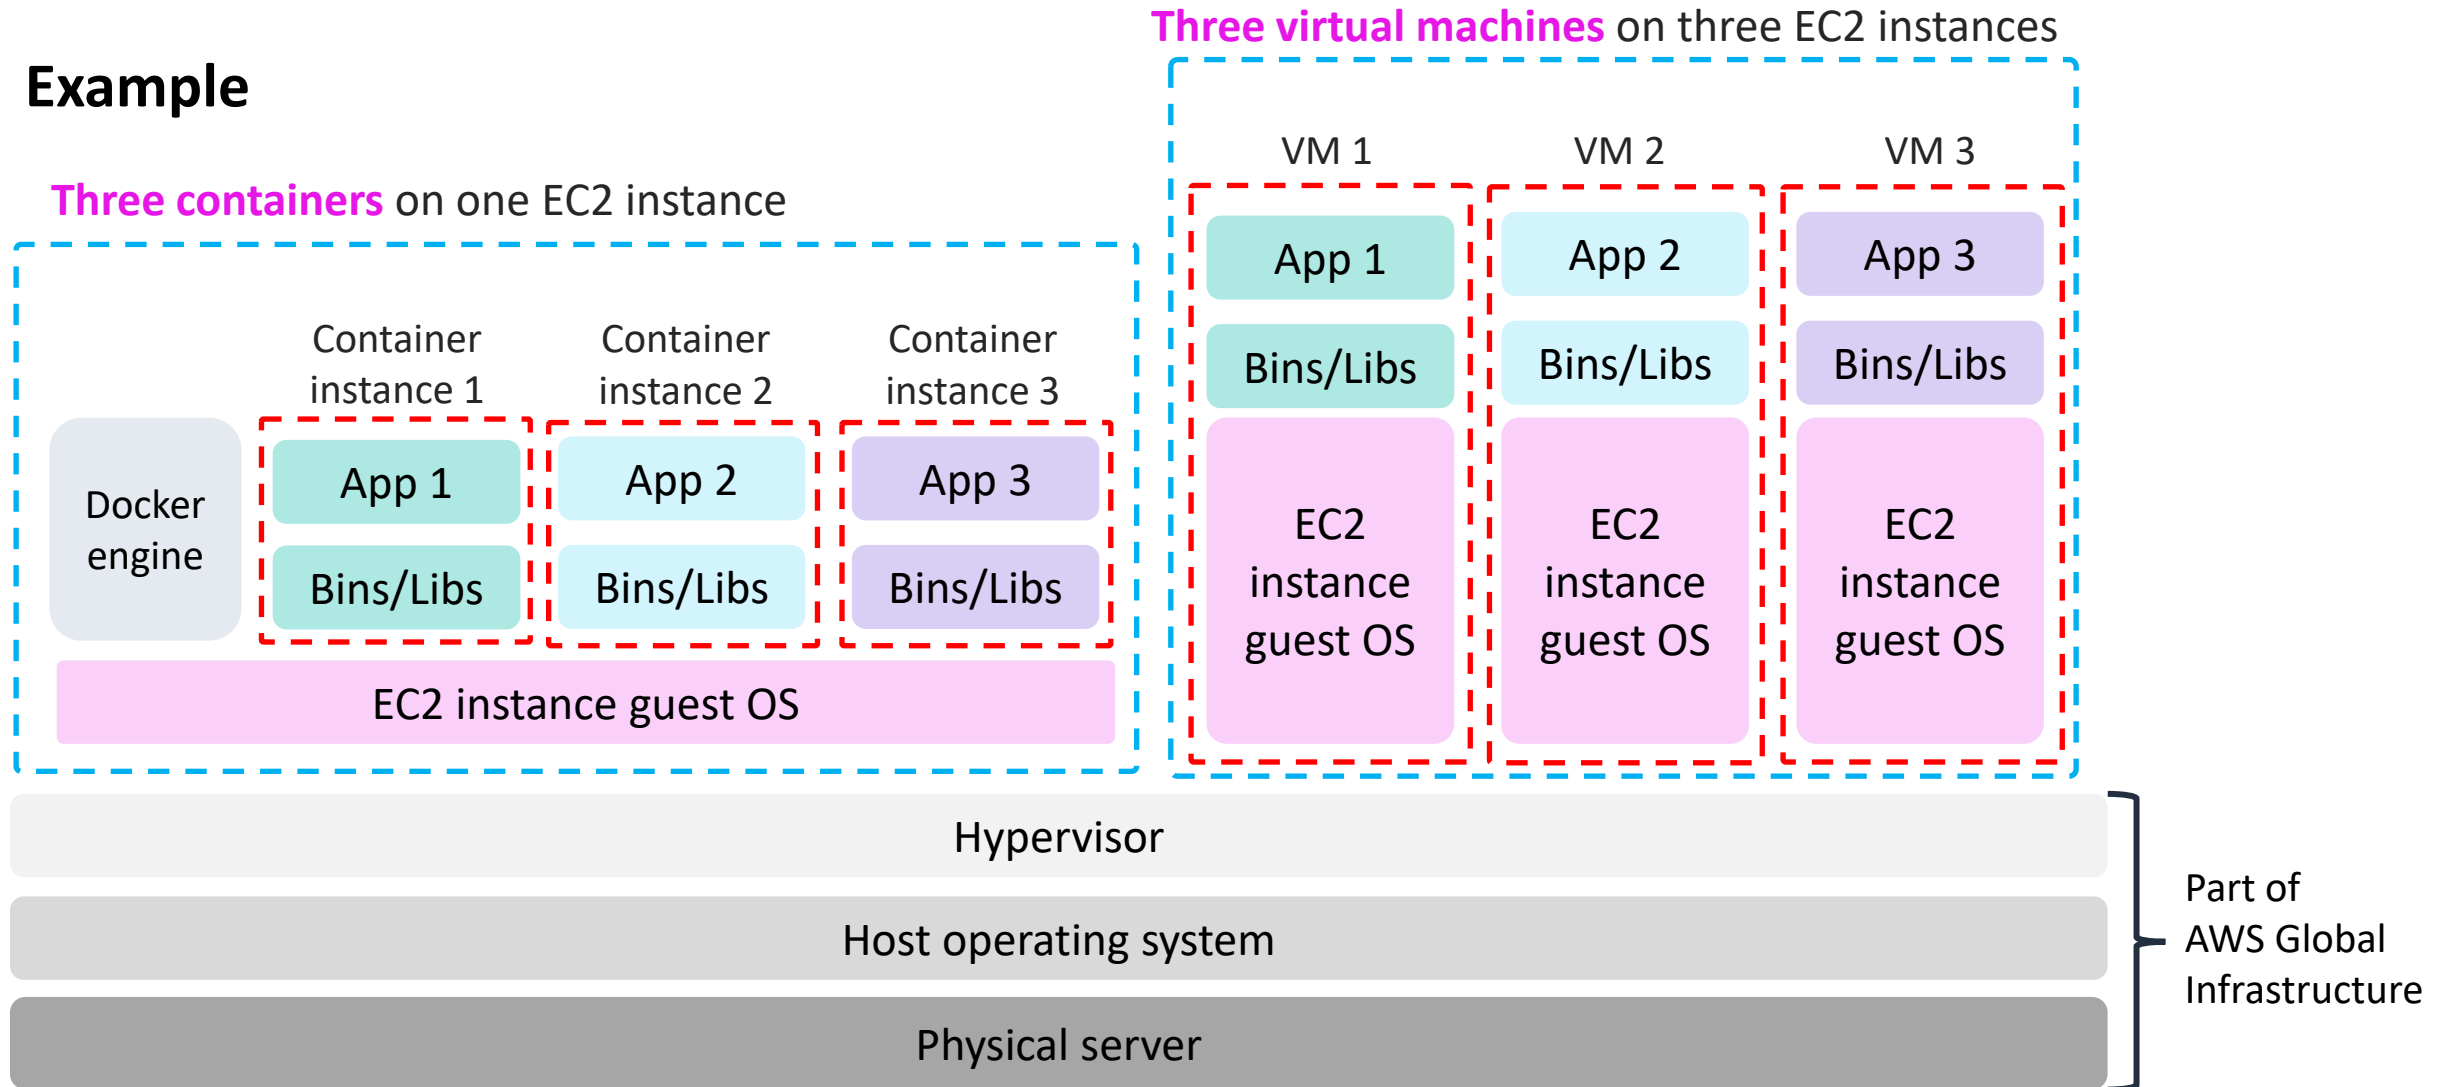 Example
Three containers on one EC2 instance
Container
instance 1
Container
instance 2
Container
instance 3
Docker
engine
App 1
Bins/Libs
App 2
Bins/Libs
App 3
Bins/Libs
EC2 instance guest OS
Three virtual machines on three EC2 instances
VM 1
App 1
Bins/Libs
EC2
instance
guest OS
VM 2
App 2
Bins/Libs
EC2
instance
guest OS
VM 3
App 3
Bins/Libs
EC2
instance
guest OS
Hypervisor
Host operating system
Physical server
Part of
AWS Global
Infrastructure